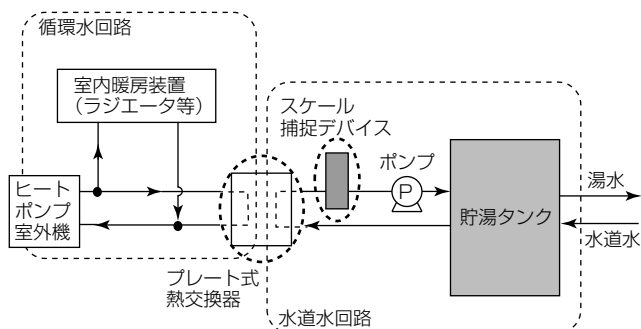 循環水回路
室内暖房装置
（ラジエータ等）
スケール
捕捉デバイス
ポンプ
P
ヒート
ポンプ
室外機
貯湯タンク
湯水
水道水
プレート式
熱交換器
水道水回路